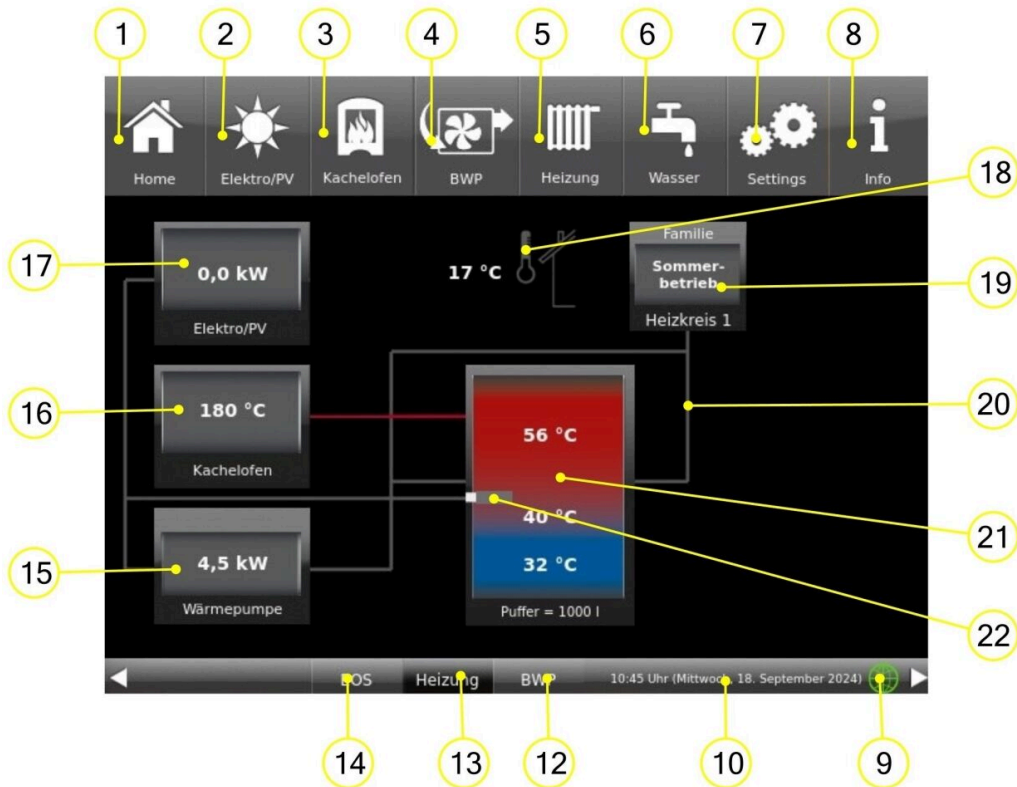 1 2 3 4 5 6 7 8
Home Elektro/PV Kachelofen BWP Heizung Wasser Settings Info
18
17
0,0 kW
Elektro/PV
17 °C
Familie
Sommer-
betrieb
Heizkreis 1
19
16
180 °C
Kachelofen
56 °C
20
40 °C
21
15
4,5 kW
Wärmepumpe
32 °C
Puffer = 1000 l
22
EOS Heizung BWP 10:45 Uhr (Mittwoch, 18. September 2024)
14 13 12 10 9